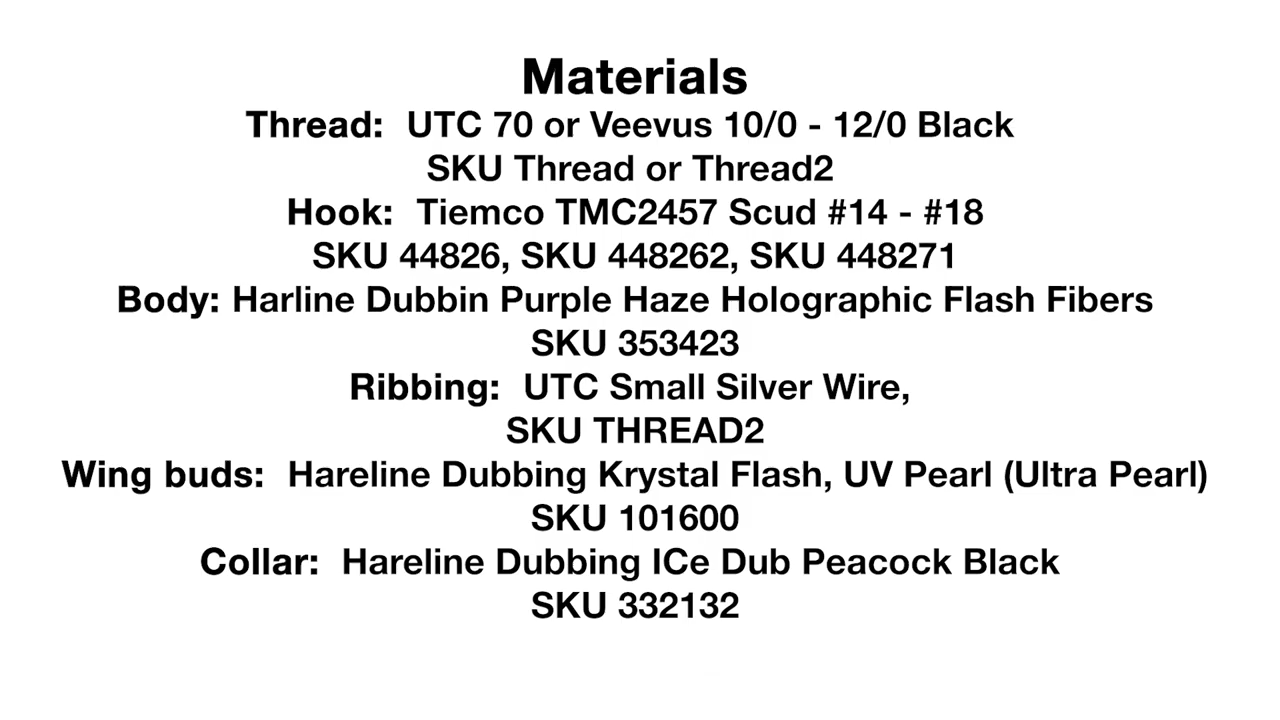 Materials
Thread: UTC 70 or Veevus 10/0 - 12/0 Black
SKU Thread or Thread2
Hook: Tiemco TMC2457 Scud #14 - #18
SKU 44826, SKU 448262, SKU 448271
Body: Harline Dubbin Purple Haze Holographic Flash Fibers
SKU 353423
Ribbing: UTC Small Silver Wire,
SKU THREAD2
Wing buds: Hareline Dubbing Krystal Flash, UV Pearl (Ultra Pearl)
SKU 101600
Collar: Hareline Dubbing ICe Dub Peacock Black
SKU 332132